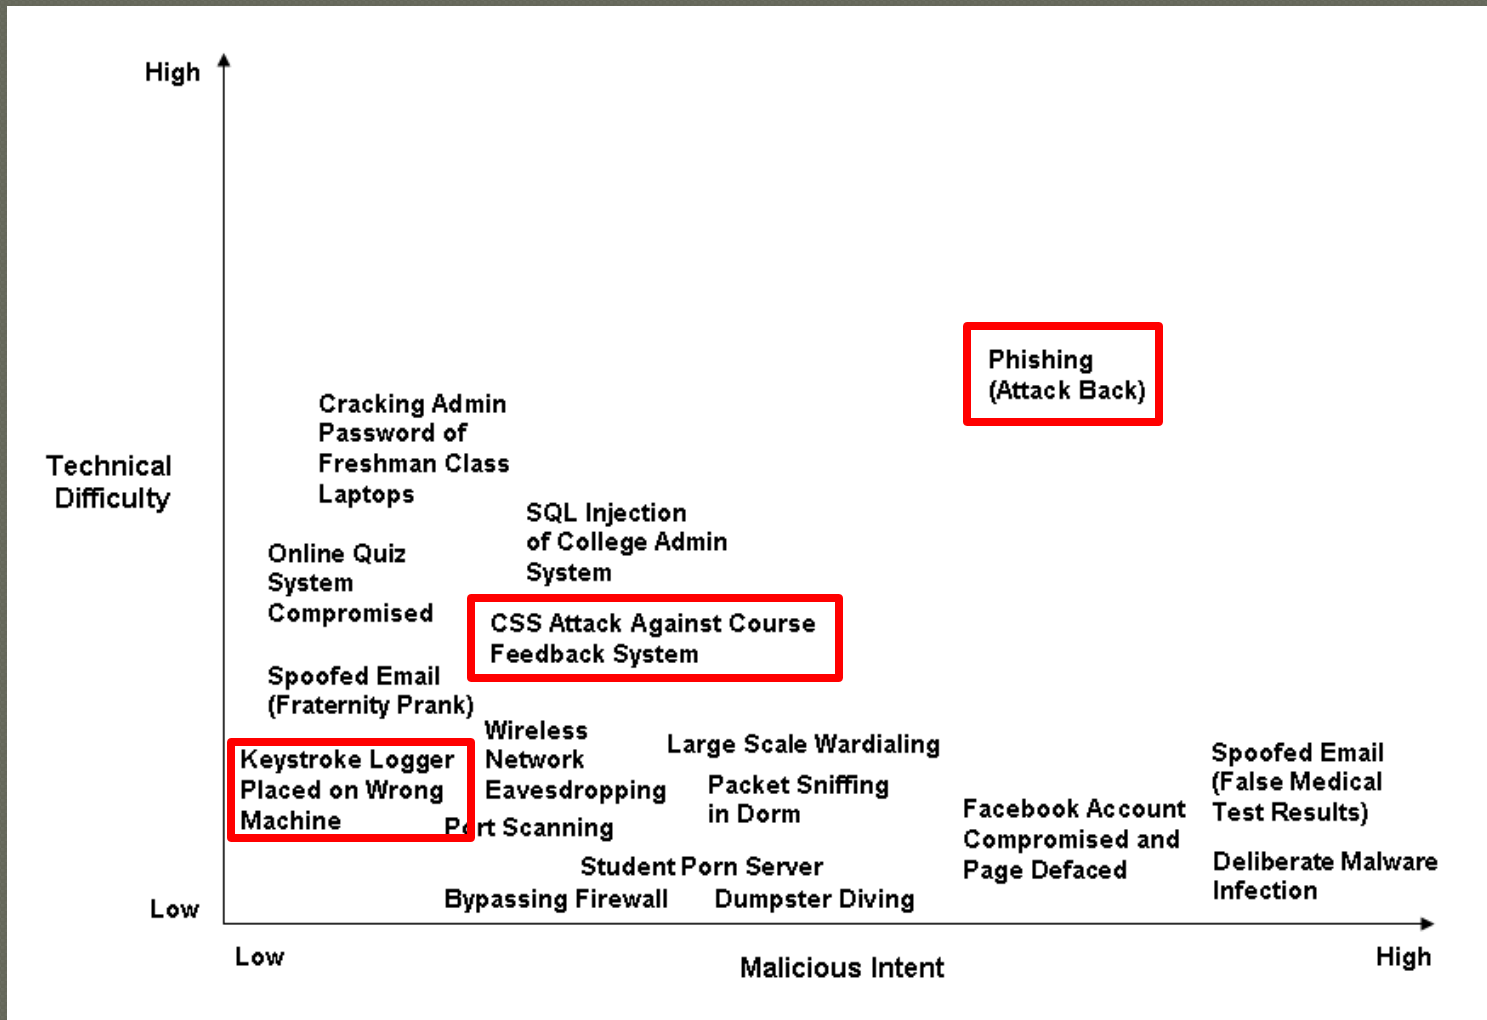 High
Phishing
(Attack Back)
Cracking Admin
Password of
Freshman Class
Laptops
Technical
Difficulty
SQL Injection
of College Admin
System
Online Quiz
System
Compromised
CSS Attack Against Course
Feedback System
Spoofed Email
(Fraternity Prank)
Wireless
Network
Eavesdropping
Large Scale Wardialing
Spoofed Email
(False Medical
Test Results)
Keystroke Logger
Placed on Wrong
Machine
Packet Sniffing
in Dorm
Facebook Account
Compromised and
Page Defaced
Port Scanning
Student Porn Server
Deliberate Malware
Infection
Bypassing Firewall
Dumpster Diving
Low
Low
Malicious Intent
High